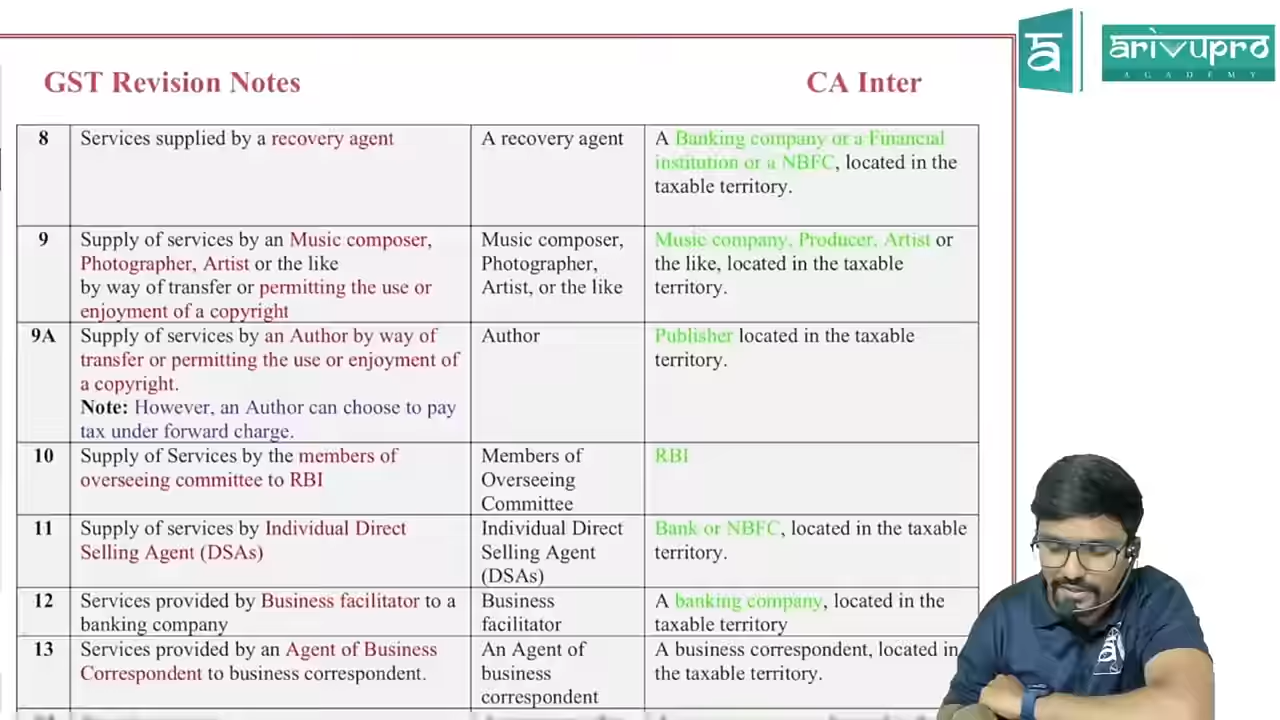 arivupro
ACADEMY
GST Revision Notes
CA Inter
8
Services supplied by a recovery agent
A recovery agent
A Banking company or a Financial
institution or a NBFC, located in the
taxable territory.
9
Supply of services by an Music composer,
Photographer, Artist or the like
by way of transfer or permitting the use or
enjoyment of a copyright
Music composer,
Photographer,
Artist, or the like
Music company, Producer, Artist or
the like, located in the taxable
territory.
9A
Supply of services by an Author by way of
transfer or permitting the use or enjoyment of
a copyright.
Note: However, an Author can choose to pay
tax under forward charge.
Author
Publisher located in the taxable
territory.
10
Supply of Services by the members of
overseeing committee to RBI
Members of
Overseeing
Committee
RBI
11
Supply of services by Individual Direct
Selling Agent (DSAs)
Individual Direct
Selling Agent
(DSAs)
Bank or NBFC, located in the taxable
territory.
12
Services provided by Business facilitator to a
banking company
Business
facilitator
A banking company, located in the
taxable territory
13
Services provided by an Agent of Business
Correspondent to business correspondent.
An Agent of
business
correspondent
A business correspondent, located in
the taxable territory.